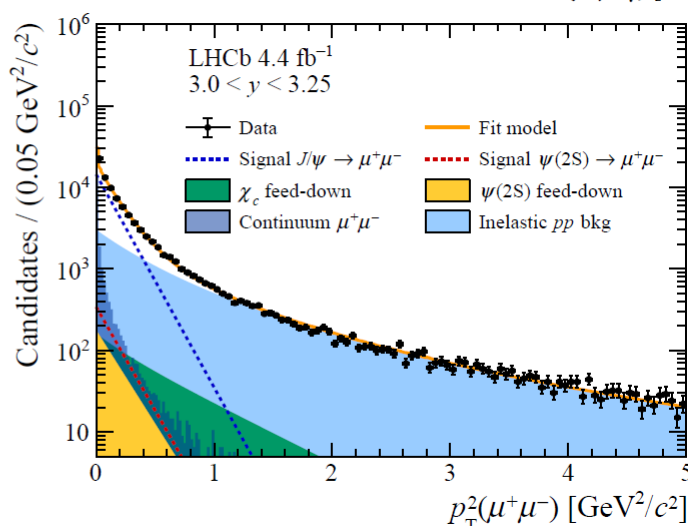 LHCb 4.4 fb⁻¹
3.0 < y < 3.25
Data
Fit model
Signal J/ψ → μ⁺μ⁻
Signal ψ(2S) → μ⁺μ⁻
χc feed-down
ψ(2S) feed-down
Continuum μ⁺μ⁻
Inelastic pp bkg
Candidates / (0.05 GeV²/c²)
10⁶
10⁵
10⁴
10³
10²
10
0
1
2
3
4
5
p²T(μ⁺μ⁻) [GeV²/c²]